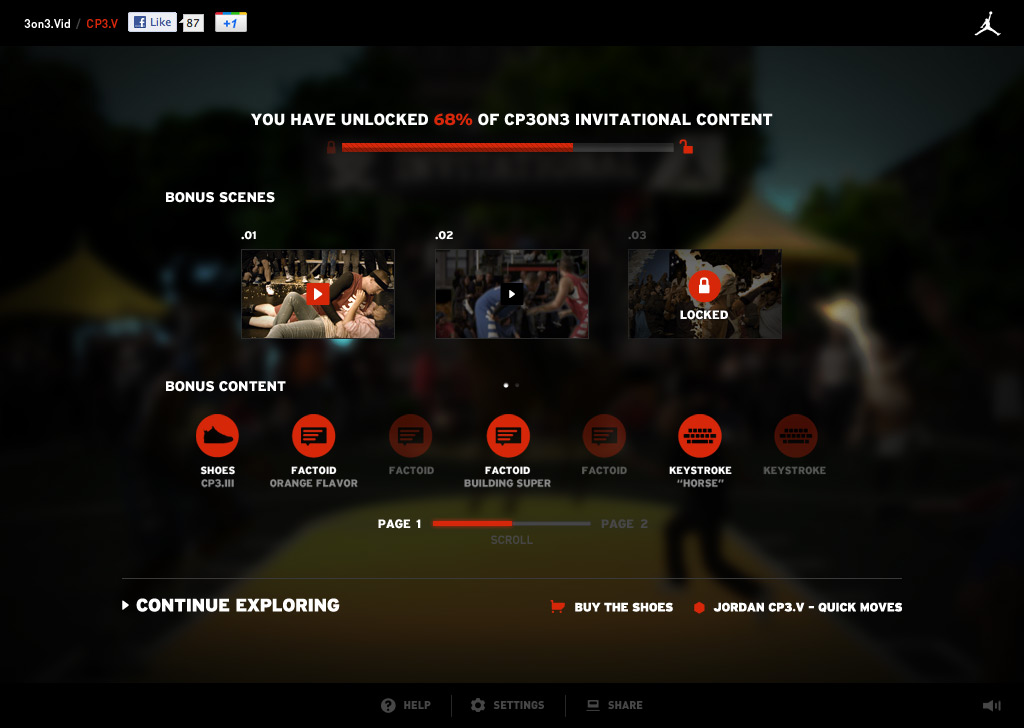 3on3.Vid / CP3.V
Like
87
+1
YOU HAVE UNLOCKED 68% OF CP3ON3 INVITATIONAL CONTENT
INVITATIONAL
BONUS SCENES
.01
.02
.03
LOCKED
BONUS CONTENT
SHOES
CP3.III
FACTOID
ORANGE FLAVOR
FACTOID
FACTOID
BUILDING SUPER
FACTOID
KEYSTROKE
“HORSE”
KEYSTROKE
PAGE 1
PAGE 2
SCROLL
CONTINUE EXPLORING
BUY THE SHOES
JORDAN CP3.V – QUICK MOVES
HELP
SETTINGS
SHARE